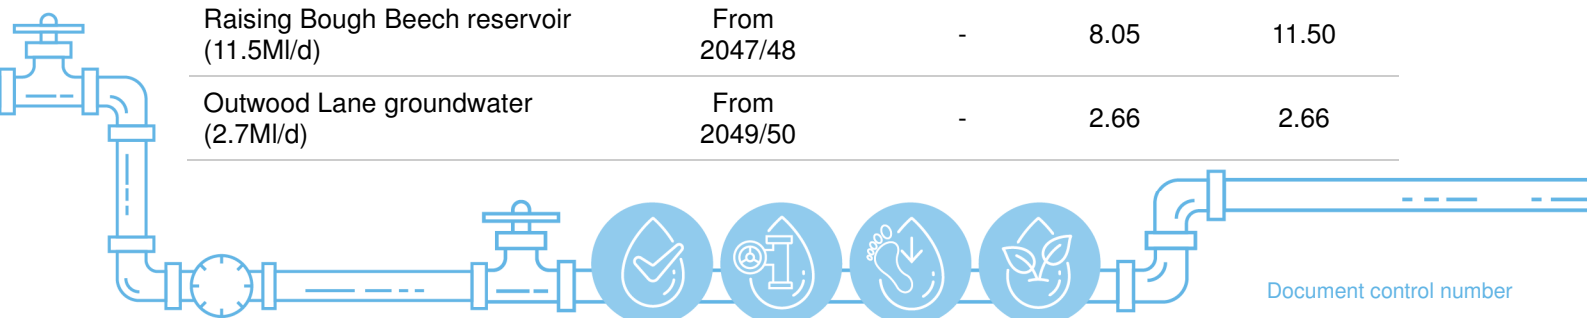 Raising Bough Beech reservoir
(11.5Ml/d)
From
2047/48
-
8.05
11.50
Outwood Lane groundwater
(2.7Ml/d)
From
2049/50
-
2.66
2.66
Document control number